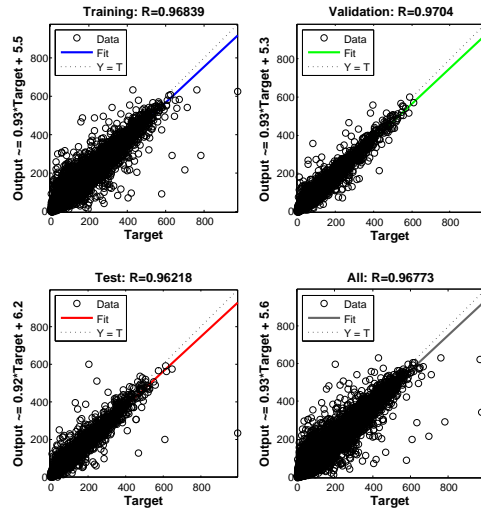 Training: R=0.96839
Output ~= 0.93*Target + 5.5
800
600
400
200
0
Data
Fit
Y = T
0 200 400 600 800
Target
Validation: R=0.9704
Output ~= 0.93*Target + 5.3
800
600
400
200
0
Data
Fit
Y = T
0 200 400 600 800
Target
Test: R=0.96218
Output ~= 0.92*Target + 6.2
800
600
400
200
0
Data
Fit
Y = T
0 200 400 600 800
Target
All: R=0.96773
Output ~= 0.93*Target + 5.6
800
600
400
200
0
Data
Fit
Y = T
0 200 400 600 800
Target